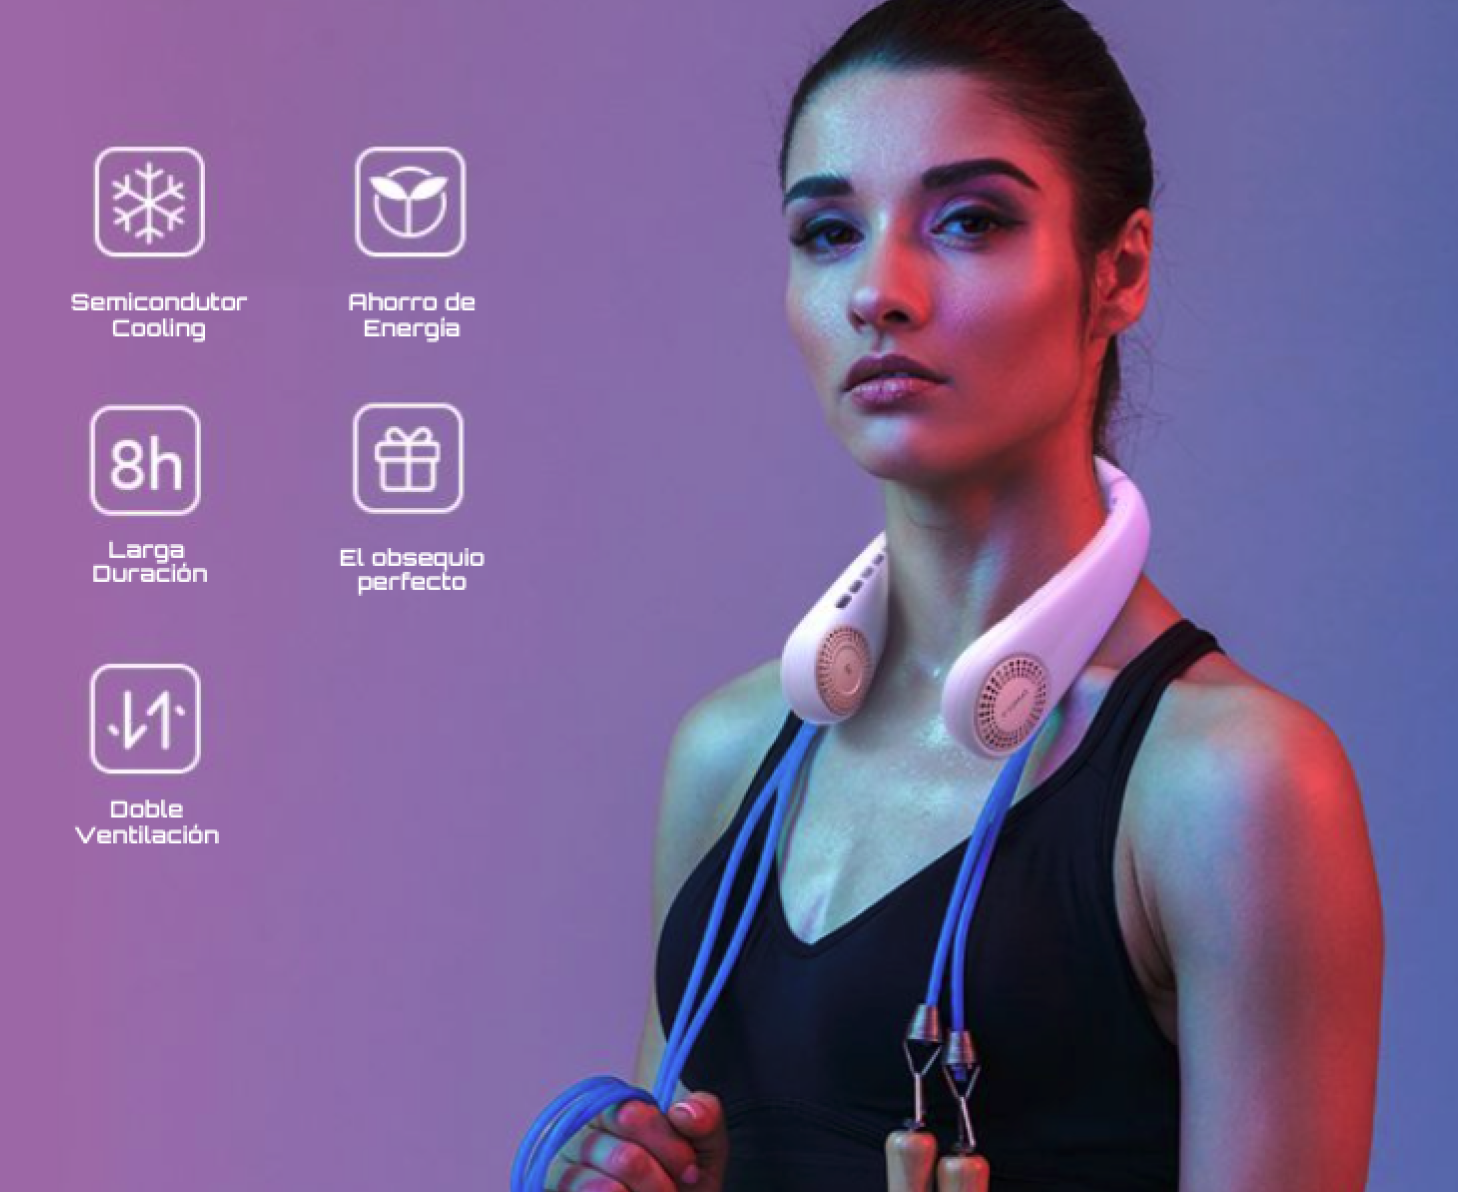 Semicondutor
Cooling
Ahorro de
Energía
8h
Larga
Duración
El obsequio
perfecto
Doble
Ventilación